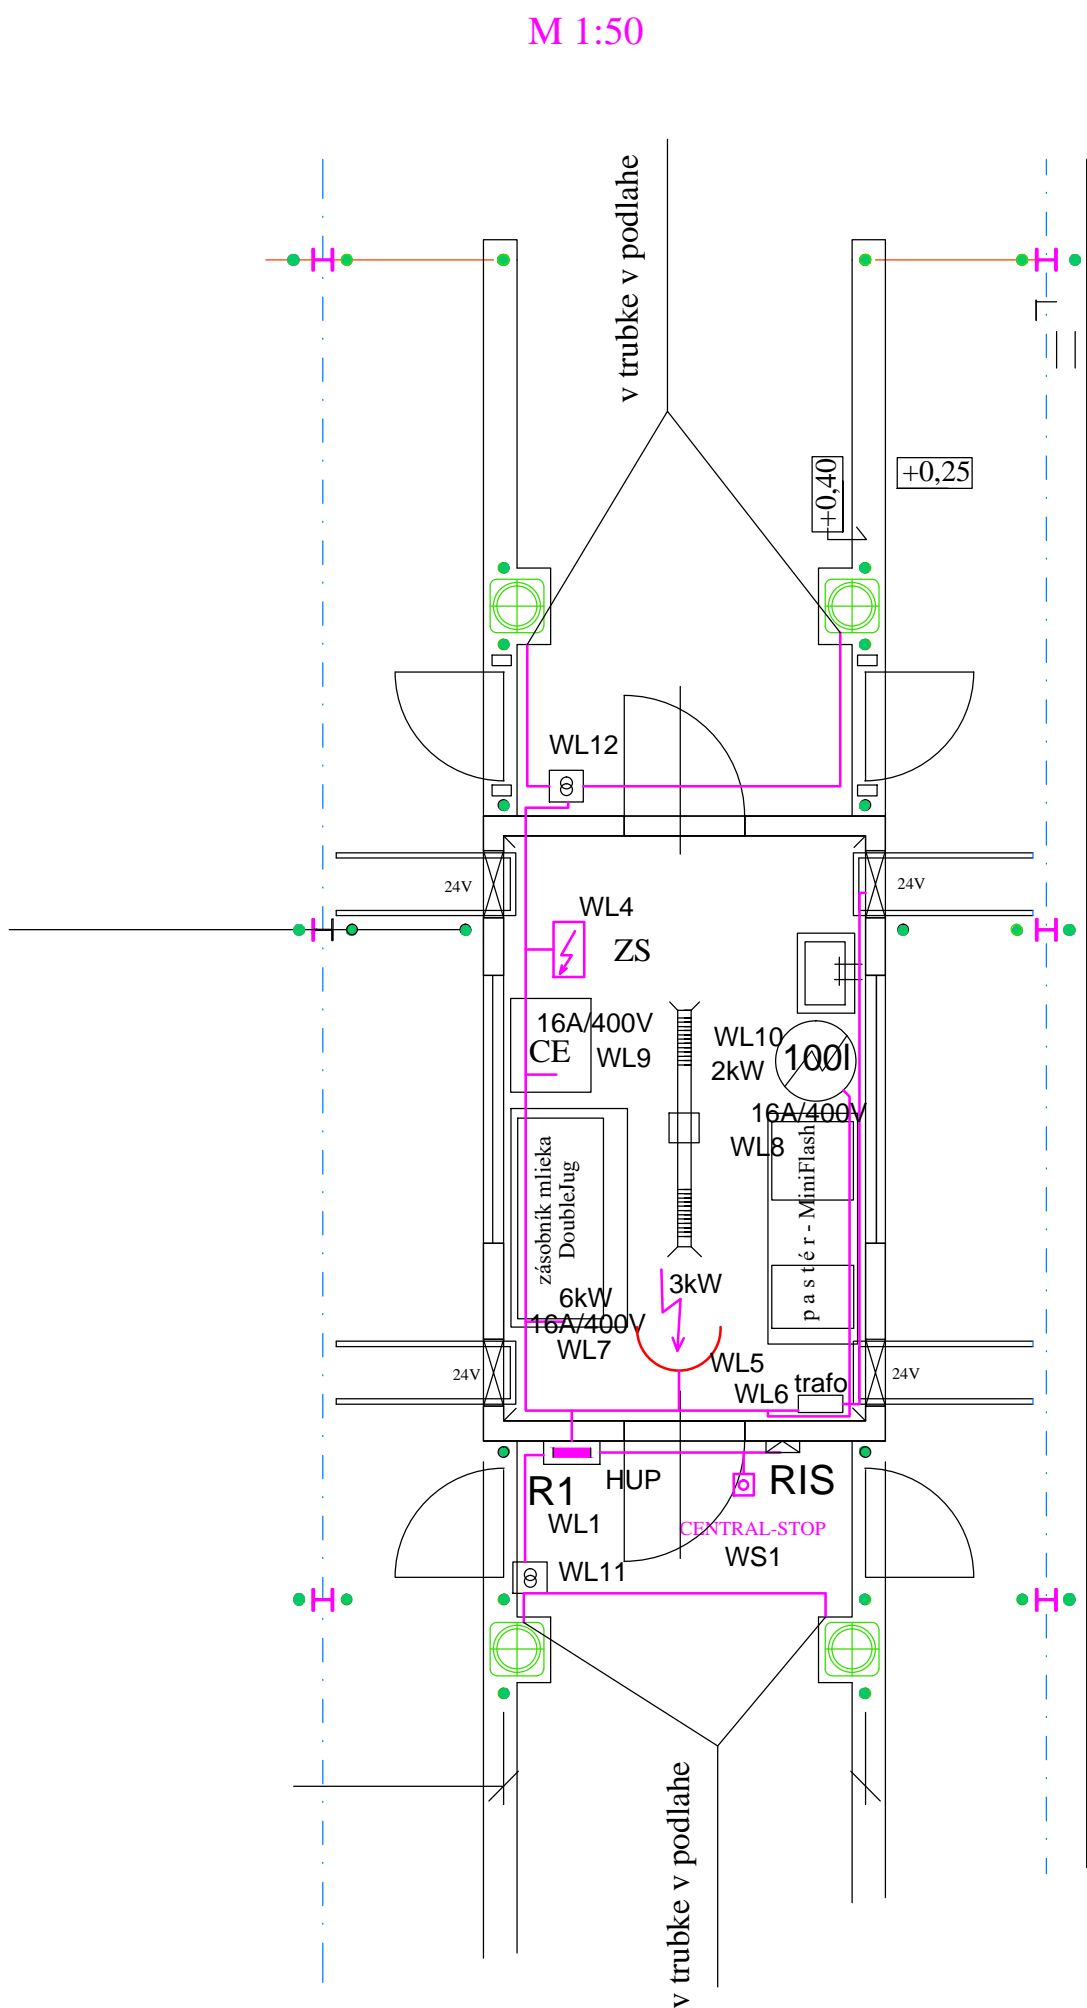 M 1:50
v trubke v podlahe
+0,40
+0,25
WL12
24V
24V
WL4
ZS
16A/400V
CE
WL9
WL10
2kW
100l
16A/400V
WL8
zásobník mlieka
DoubleJug
p a s t é r - MiniFlash
6kW
16A/400V
WL7
3kW
WL5
WL6
trafo
24V
24V
R1
HUP
RIS
WL1
CENTRAL-STOP
WS1
WL11
v trubke v podlahe